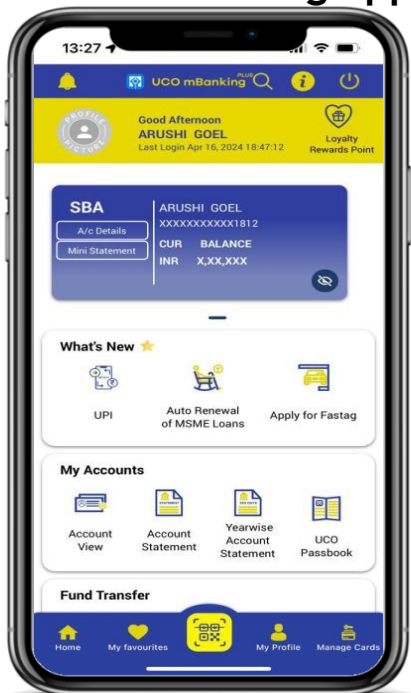 13:27
UCO mBanking PLUS
i
PROFILE
PICTURE
Good Afternoon
ARUSHI GOEL
Last Login Apr 16, 2024 18:47:12
Loyalty
Rewards Point
SBA
A/c Details
Mini Statement
ARUSHI GOEL
XXXXXXXXXXXX1812
CUR BALANCE
INR X,XX,XXX
What's New
UPI
Auto Renewal
of MSME Loans
Apply for Fastag
My Accounts
Account
View
Account
Statement
Yearwise
Account
Statement
UCO
Passbook
Fund Transfer
Home
My favourites
My Profile
Manage Cards